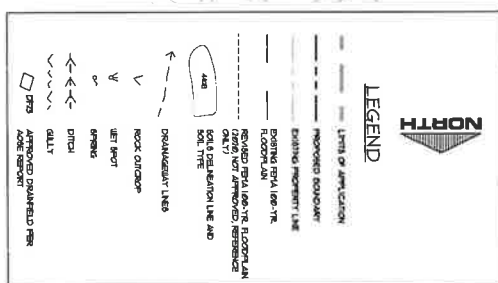 NORTH
LEGEND
LIMITS OF APPLICATION
PROPOSED BOUNDARY
EXISTING PROPERTY LINE
EXISTING FEMA 100-YR.
FLOODPLAIN
REVISED FEMA 100-YR. FLOODPLAIN
(2010, NOT APPROVED, REFERENCE
ONLY)
SOILS DELINEATION LINE AND
SOIL TYPE
DRAINAGEWAY LINES
ROCK OUTCROP
WET SPOT
SPRING
DITCH
GULLY
APPROVED DRAINFIELD PER
AOSE REPORT